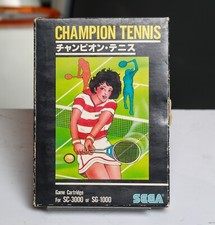 CHAMPION TENNIS
チャンピオン・テニス
Game Cartridge
For SC-3000 or SG-1000
SEGA